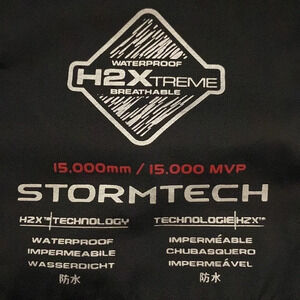 WATERPROOF
H2XTREME
BREATHABLE
15,000mm / 15,000 MVP
STORMTECH
H2X™ TECHNOLOGY
WATERPROOF
IMPERMEABILE
WASSERDICHT
防水
TECHNOLOGIE H2X™
IMPERMÉABLE
CHUBASQUERO
IMPERMEÁVEL
防水